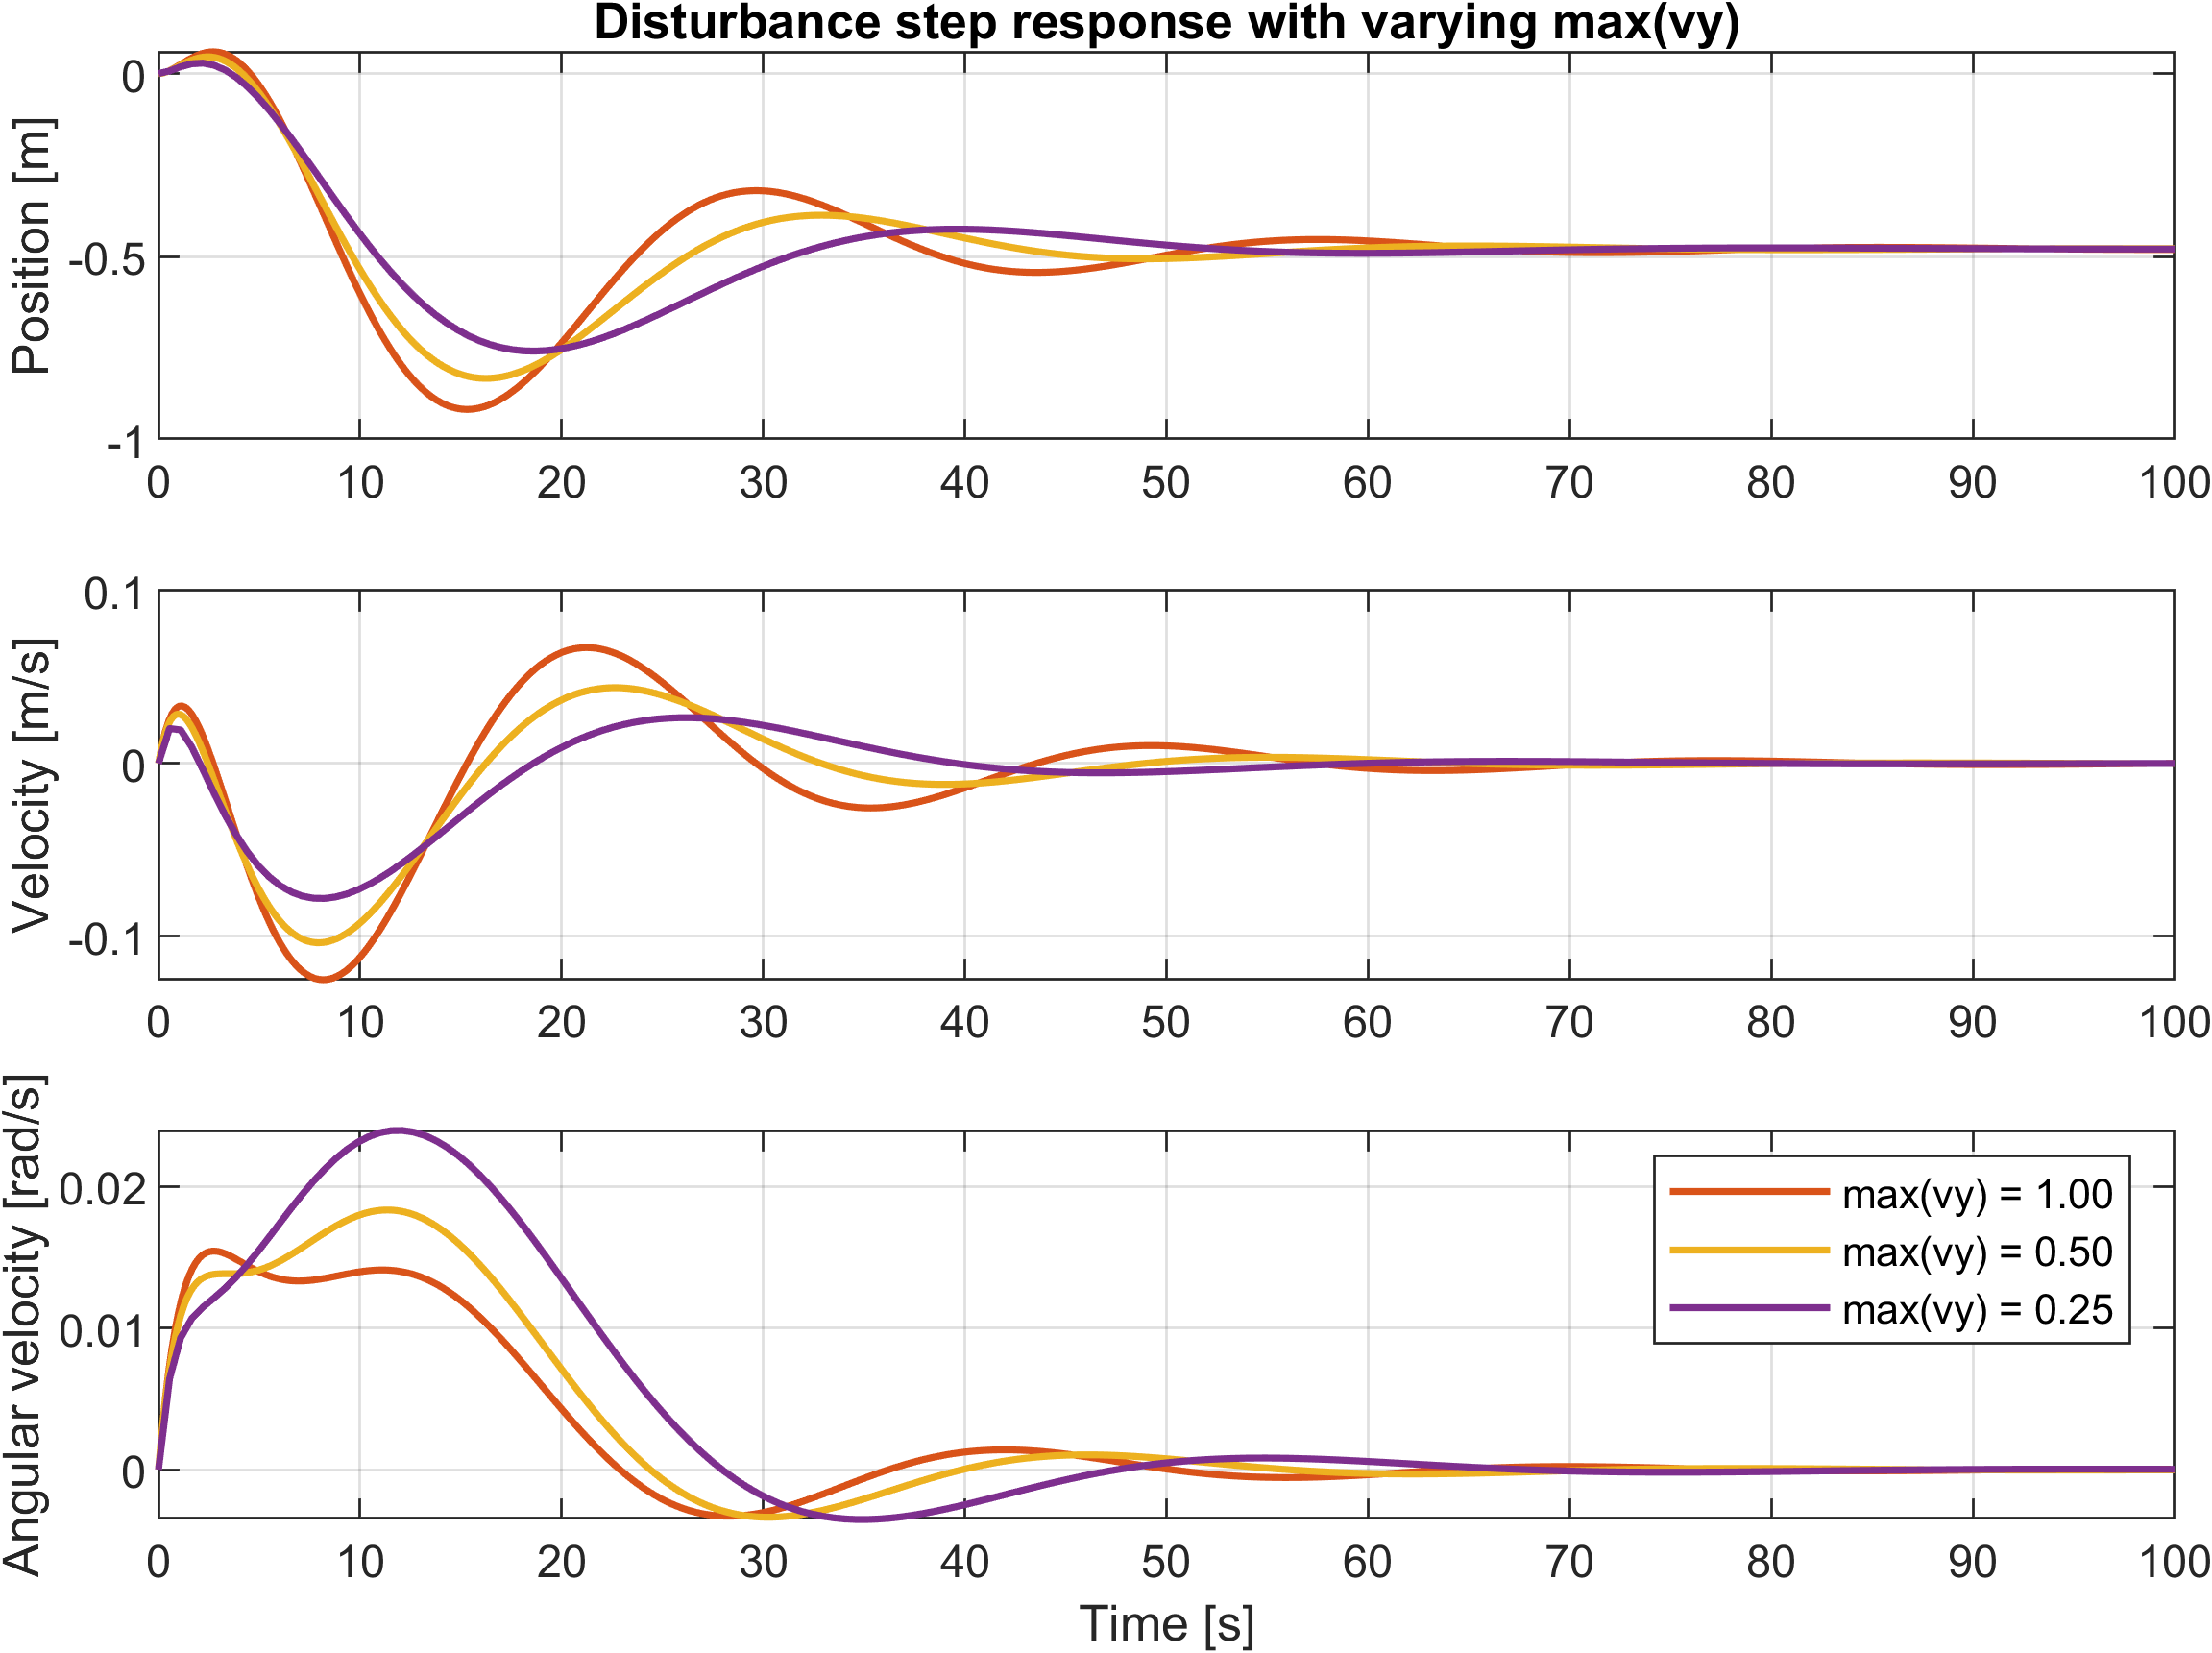 Disturbance step response with varying max(vy)
Position [m]
0
-0.5
-1
0 10 20 30 40 50 60 70 80 90 100
Velocity [m/s]
0.1
0
-0.1
0 10 20 30 40 50 60 70 80 90 100
Angular velocity [rad/s]
0.02
0.01
0
max(vy) = 1.00
max(vy) = 0.50
max(vy) = 0.25
0 10 20 30 40 50 60 70 80 90 100
Time [s]